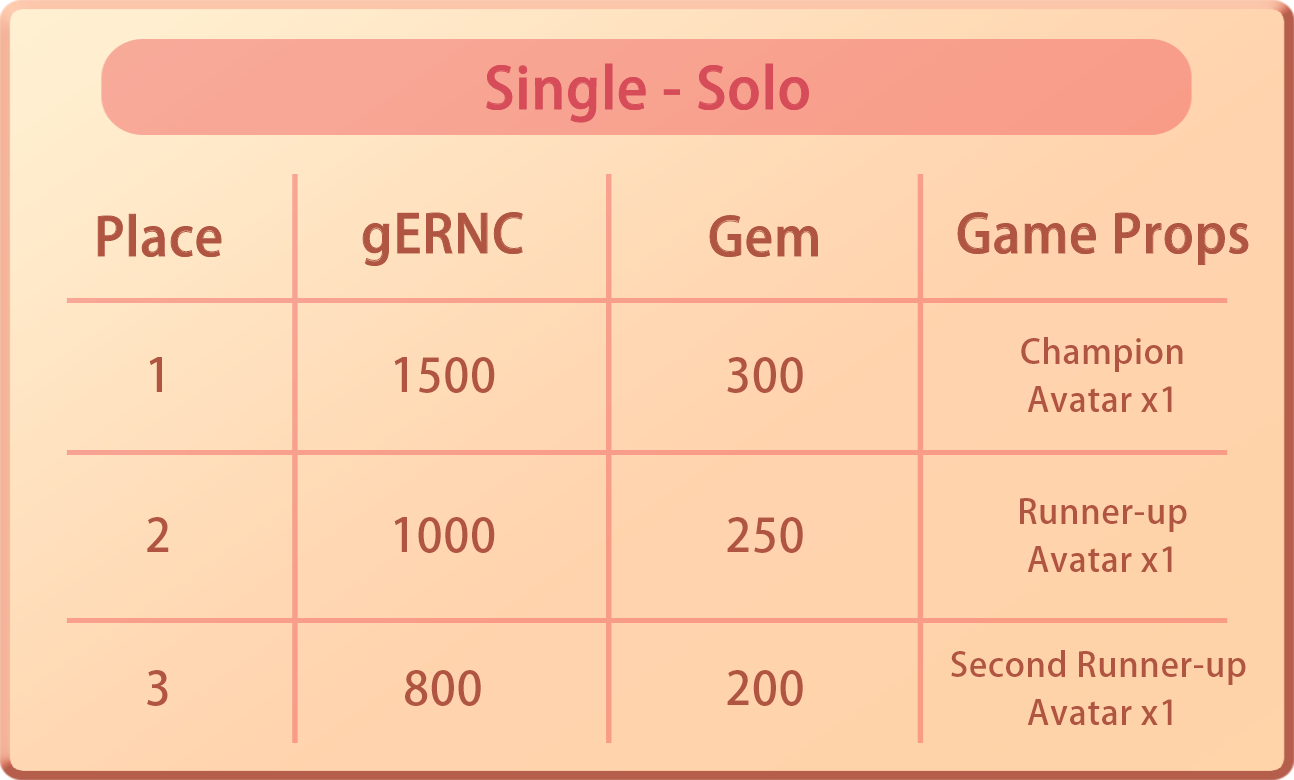 Single - Solo
Place gERNC Gem Game Props
1 1500 300 Champion Avatar x1
2 1000 250 Runner-up Avatar x1
3 800 200 Second Runner-up Avatar x1